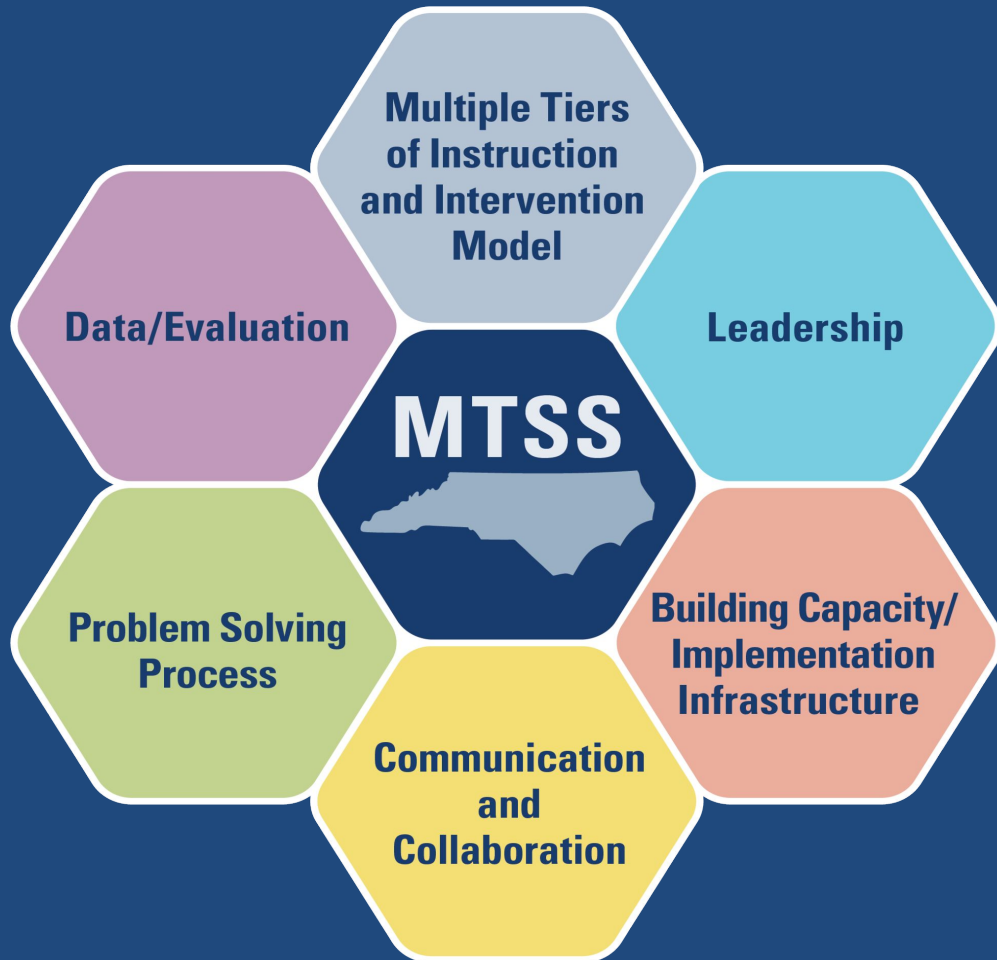 Multiple Tiers
of Instruction
and Intervention
Model
Data/Evaluation
Leadership
MTSS
Problem Solving
Process
Building Capacity/
Implementation
Infrastructure
Communication
and
Collaboration